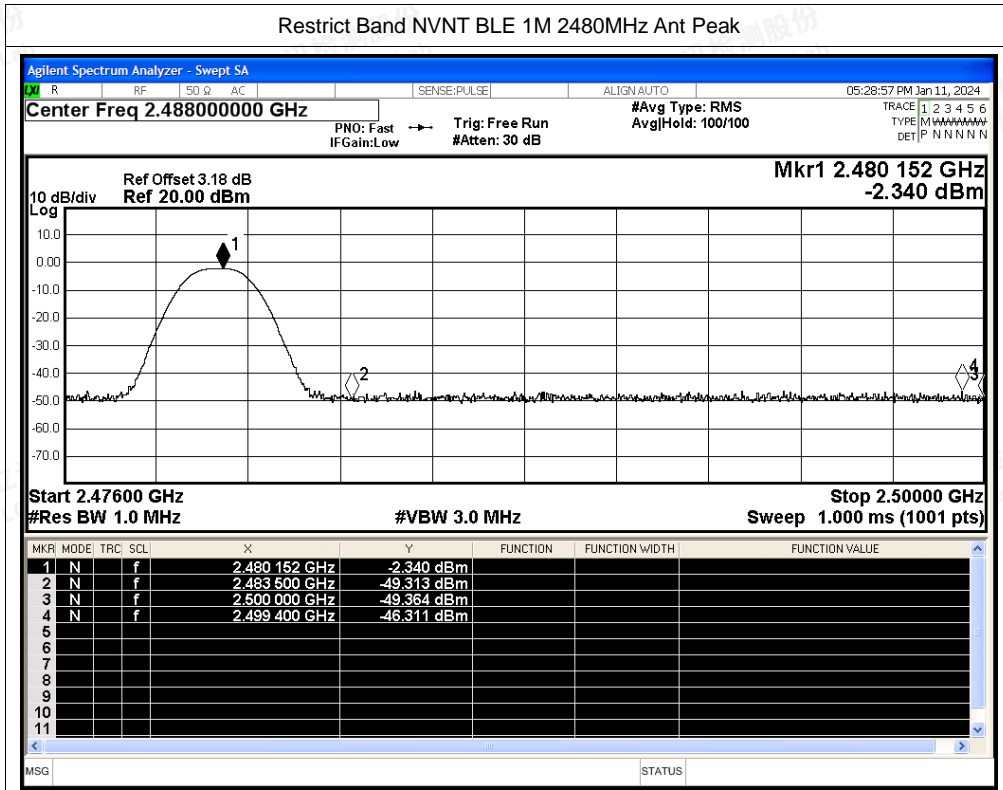 Restrict Band NVNT BLE 1M 2480MHz Ant Peak
Agilent Spectrum Analyzer - Swept SA
LXI R RF 50 Ω AC SENSE:PULSE ALIGN AUTO 05:28:57 PM Jan 11, 2024
Center Freq 2.488000000 GHz #Avg Type: RMS TRACE 1 2 3 4 5 6
PNO: Fast Trig: Free Run Avg|Hold: 100/100 TYPE M WWWWW
IFGain:Low #Atten: 30 dB DET P N N N N N
Mkr1 2.480 152 GHz
Ref Offset 3.18 dB
10 dB/div Ref 20.00 dBm -2.340 dBm
Log
10.0
1
0.00
-10.0
-20.0
-30.0
-40.0 2 4 3
-50.0
-60.0
-70.0
Start 2.47600 GHz Stop 2.50000 GHz
#Res BW 1.0 MHz #VBW 3.0 MHz Sweep 1.000 ms (1001 pts)
MKR MODE TRC SCL X Y FUNCTION FUNCTION WIDTH FUNCTION VALUE
1 N f 2.480 152 GHz -2.340 dBm
2 N f 2.483 500 GHz -49.313 dBm
3 N f 2.500 000 GHz -49.364 dBm
4 N f 2.499 400 GHz -46.311 dBm
5
6
7
8
9
10
11
MSG STATUS